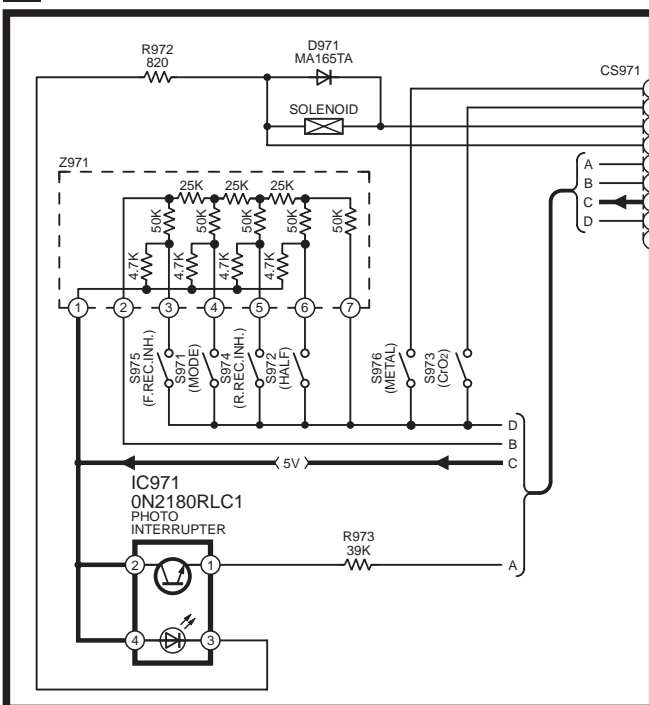 R972
820
D971
MA165TA
CS971
SOLENOID
A
B
C
D
Z971
25K 25K 25K
50K 50K 50K 50K 50K
4.7K 4.7K 4.7K 4.7K
1 2 3 4 5 6 7
S975
(F.REC.INH.)
S971
(MODE)
S974
(R.REC.INH.)
S972
(HALF)
S976
(METAL)
S973
(CrO2)
D
B
5V
C
IC971
0N2180RLC1
PHOTO
INTERRUPTER
R973
39K
2 1
A
4 3